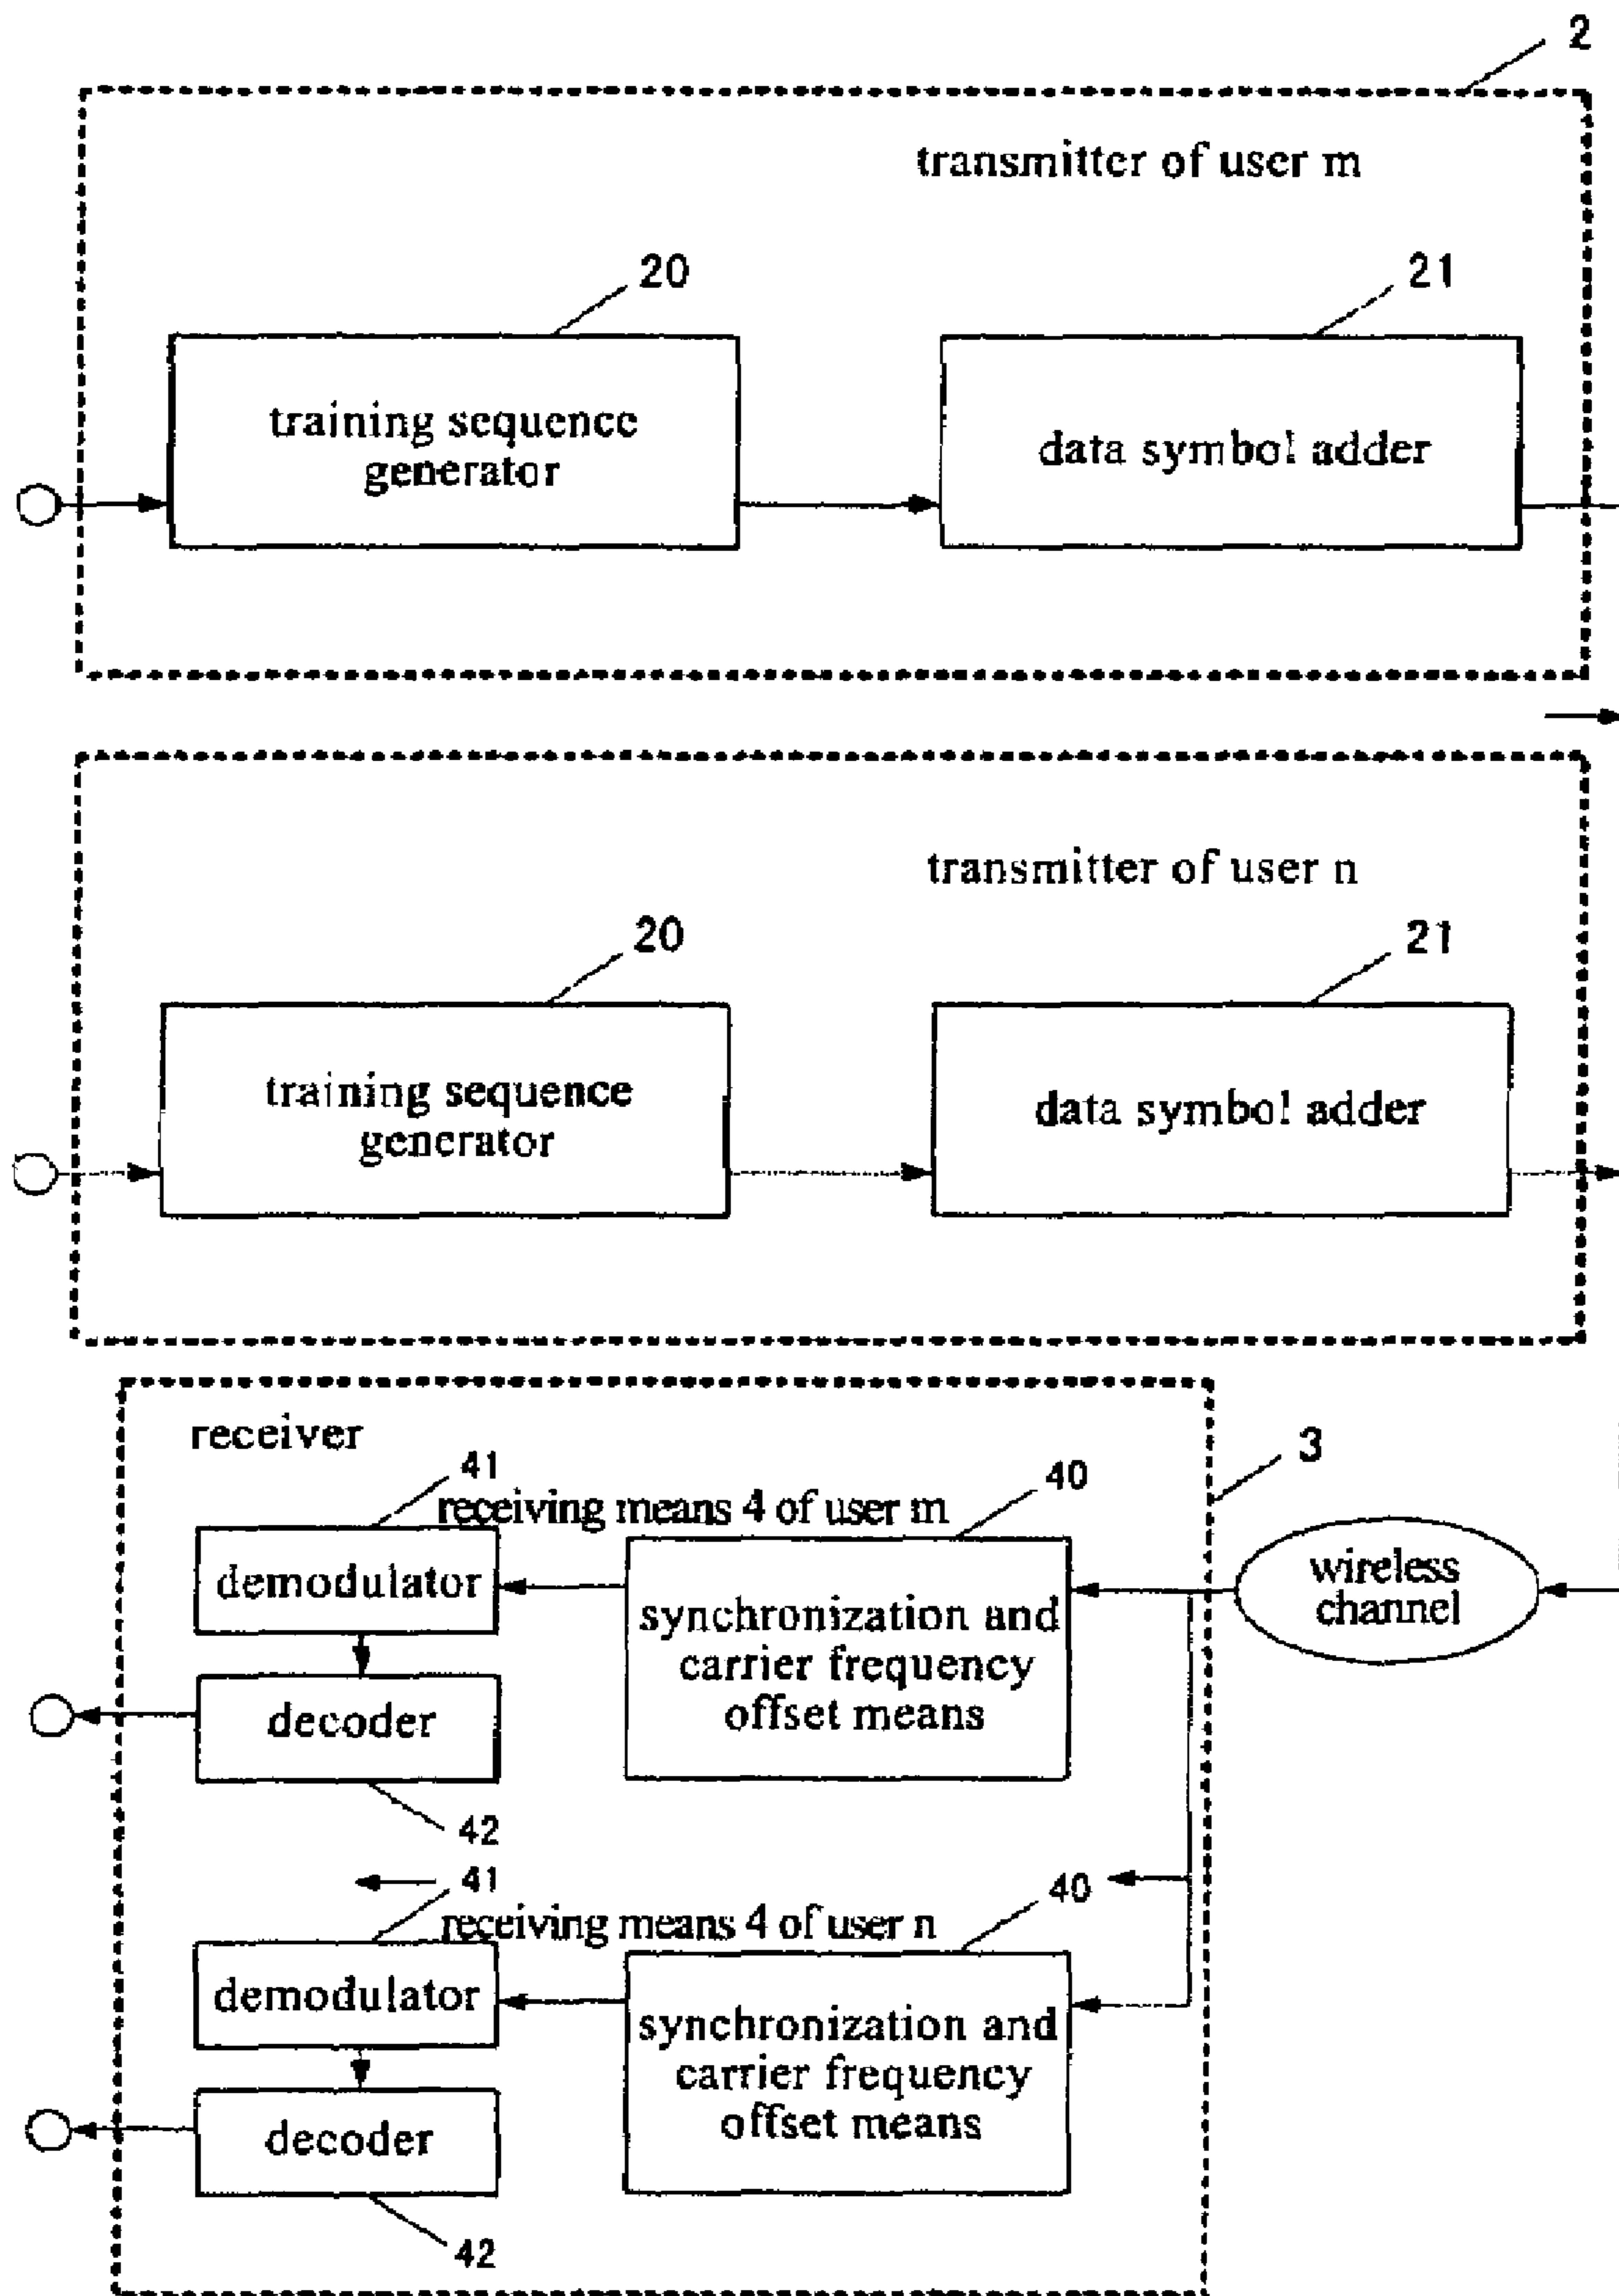 2
transmitter of user m
20
21
training sequence
generator
data symbol adder
transmitter of user n
20
21
training sequence
generator
data symbol adder
receiver
3
41
40
receiving means 4 of user m
demodulator
synchronization and
carrier frequency
offset means
wireless
channel
decoder
42
41
40
receiving means 4 of user n
demodulator
synchronization and
carrier frequency
offset means
decoder
42